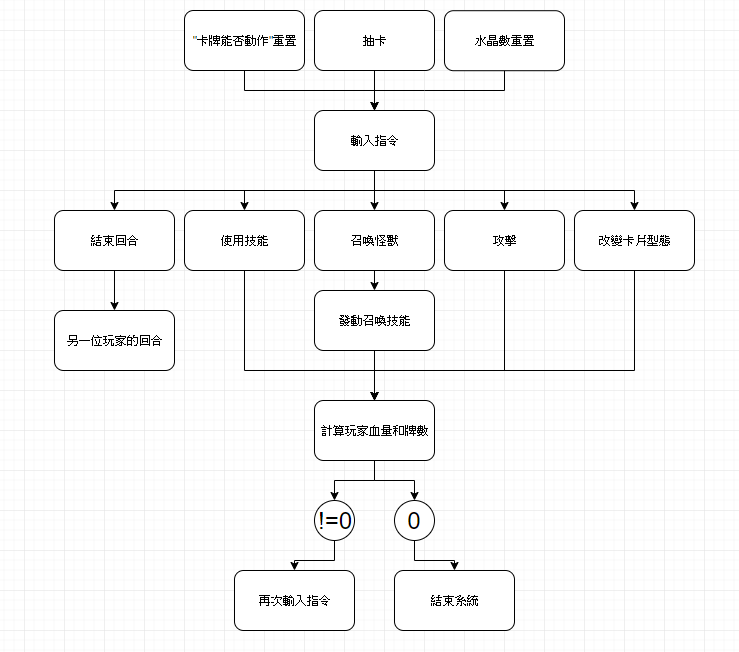 "卡牌能否動作"重置
抽卡
水晶數重置
輸入指令
結束回合
使用技能
召喚怪獸
攻擊
改變卡片型態
發動召喚技能
另一位玩家的回合
計算玩家血量和牌數
!=0
0
再次輸入指令
結束系統